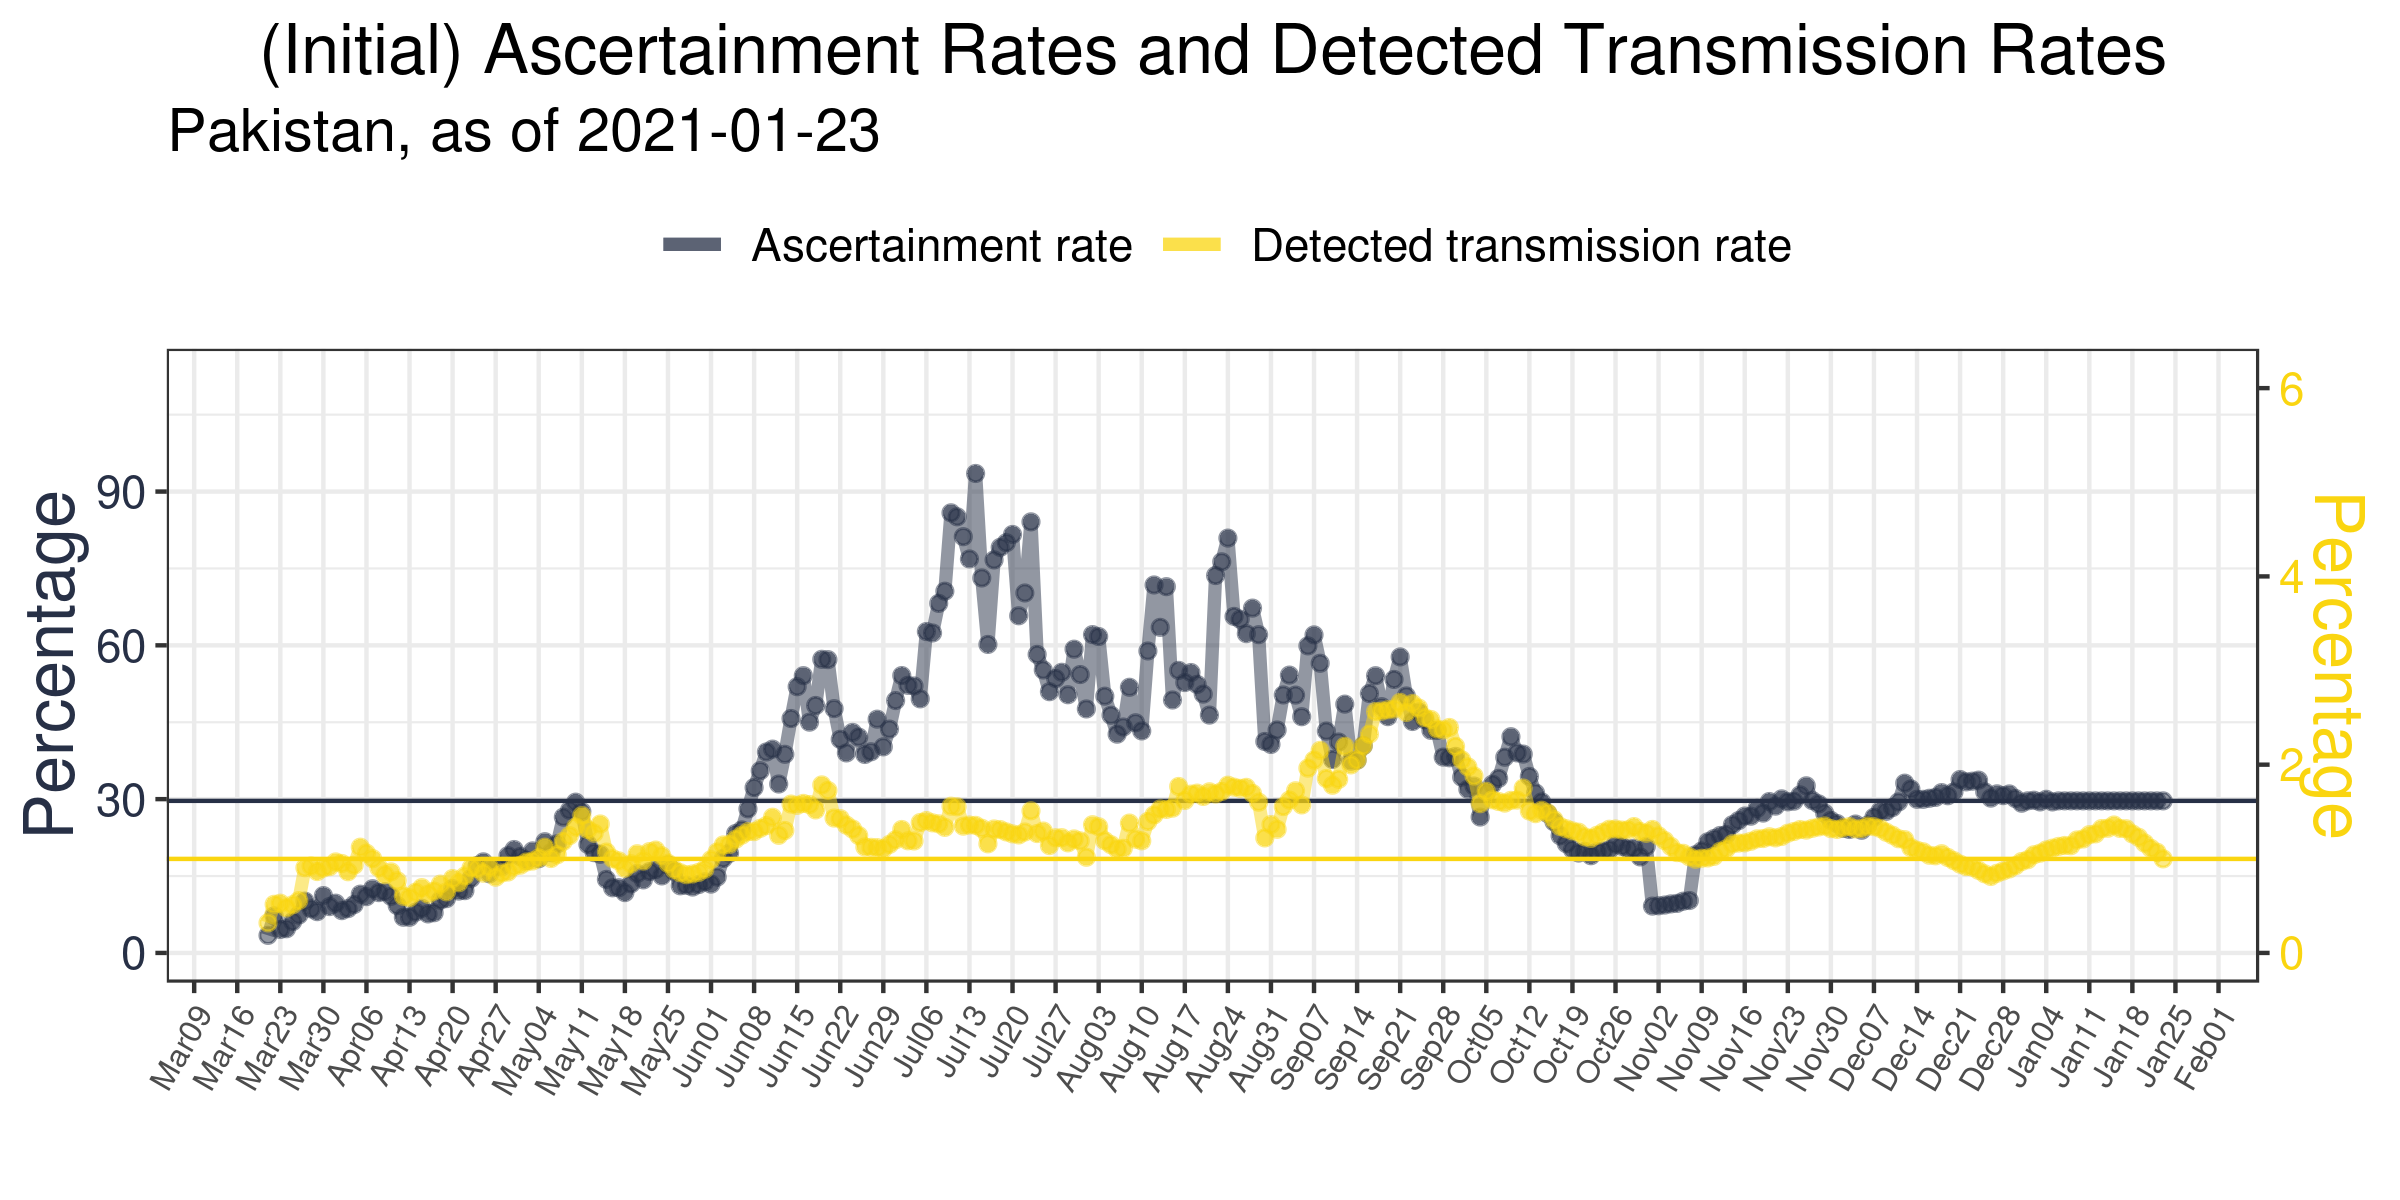 (Initial) Ascertainment Rates and Detected Transmission Rates
Pakistan, as of 2021-01-23
Ascertainment rate Detected transmission rate
Percentage
90
60
30
0
6
4
2
0
Percentage
Mar09 Mar16 Mar23 Mar30 Apr06 Apr13 Apr20 Apr27 May04 May11 May18 May25 Jun01 Jun08 Jun15 Jun22 Jun29 Jul06 Jul13 Jul20 Jul27 Aug03 Aug10 Aug17 Aug24 Aug31 Sep07 Sep14 Sep21 Sep28 Oct05 Oct12 Oct19 Oct26 Nov02 Nov09 Nov16 Nov23 Nov30 Dec07 Dec14 Dec21 Dec28 Jan04 Jan11 Jan18 Jan25 Feb01